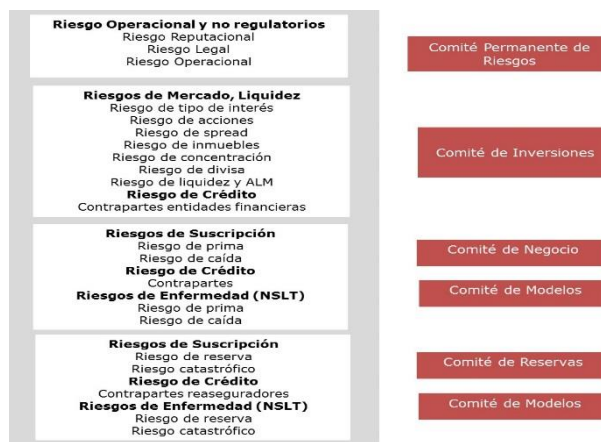 Riesgo Operacional y no regulatorios
Riesgo Reputacional
Riesgo Legal
Riesgo Operacional
Comité Permanente de
Riesgos
Riesgos de Mercado, Liquidez
Riesgo de tipo de interés
Riesgo de acciones
Riesgo de spread
Riesgo de inmuebles
Riesgo de concentración
Riesgo de divisa
Riesgo de liquidez y ALM
Riesgo de Crédito
Contrapartes entidades financieras
Comité de Inversiones
Riesgos de Suscripción
Riesgo de prima
Riesgo de caída
Riesgo de Crédito
Contrapartes
Riesgos de Enfermedad (NSLT)
Riesgo de prima
Riesgo de caída
Comité de Negocio
Comité de Modelos
Riesgos de Suscripción
Riesgo de reserva
Riesgo catastrófico
Riesgo de Crédito
Contrapartes reaseguradores
Riesgos de Enfermedad (NSLT)
Riesgo de reserva
Riesgo catastrófico
Comité de Reservas
Comité de Modelos